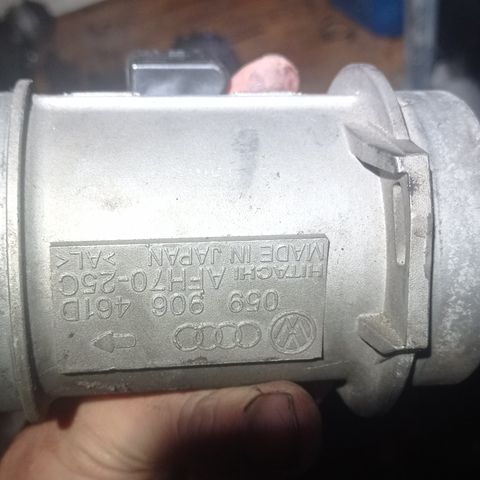 059 906 461D
AFH70-25C
HITACHI
MADE IN JAPAN >AL<